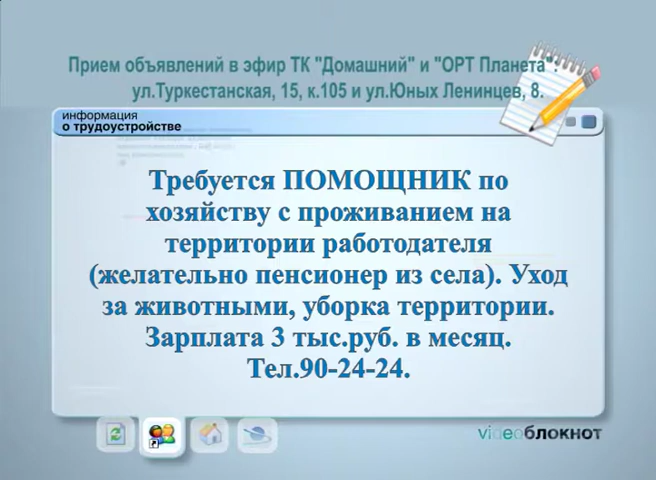 Прием объявлений в эфир ТК "Домашний" и "ОРТ Планета":
ул.Туркестанская, 15, к.105 и ул.Юных Ленинцев, 8.
информация
о трудоустройстве
Требуется ПОМОЩНИК по
хозяйству с проживанием на
территории работодателя
(желательно пенсионер из села). Уход
за животными, уборка территории.
Зарплата 3 тыс.руб. в месяц.
Тел.90-24-24.
videoблокнот